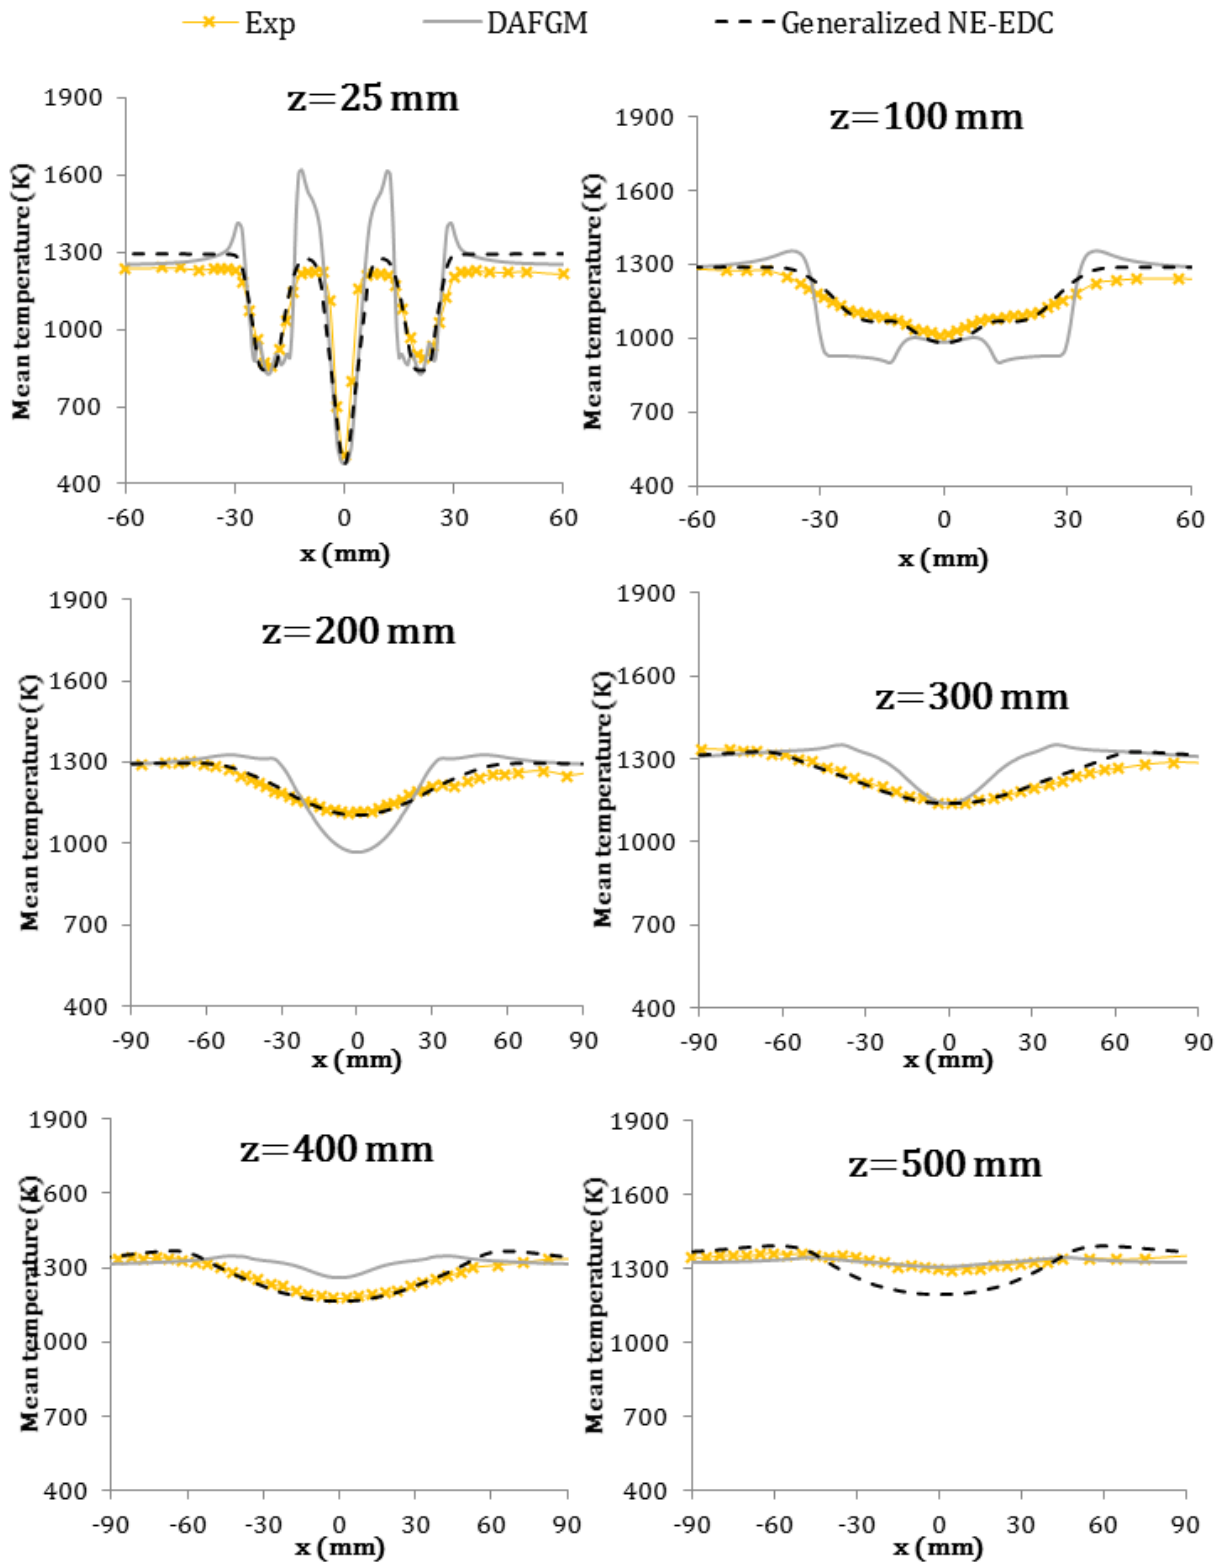 Exp DAFGM Generalized NE-EDC
z=25 mm
Mean temperature(K)
1900
1600
1300
1000
700
400
-60 -30 0 30 60
x (mm)
z=100 mm
Mean temperature(K)
1900
1600
1300
1000
700
400
-60 -30 0 30 60
x (mm)
z=200 mm
Mean temperature(K)
1900
1600
1300
1000
700
400
-90 -60 -30 0 30 60 90
x (mm)
z=300 mm
Mean temperature(K)
1900
1600
1300
1000
700
400
-90 -60 -30 0 30 60 90
x (mm)
z=400 mm
Mean temperature(K)
1900
1600
1300
1000
700
400
-90 -60 -30 0 30 60 90
x (mm)
z=500 mm
Mean temperature(K)
1900
1600
1300
1000
700
400
-90 -60 -30 0 30 60 90
x (mm)